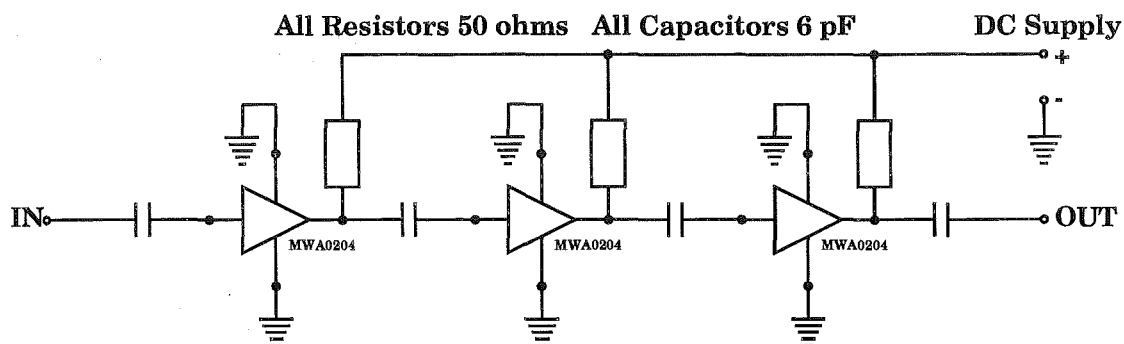 All Resistors 50 ohms All Capacitors 6 pF DC Supply
+
-
IN OUT
MWA0204 MWA0204 MWA0204